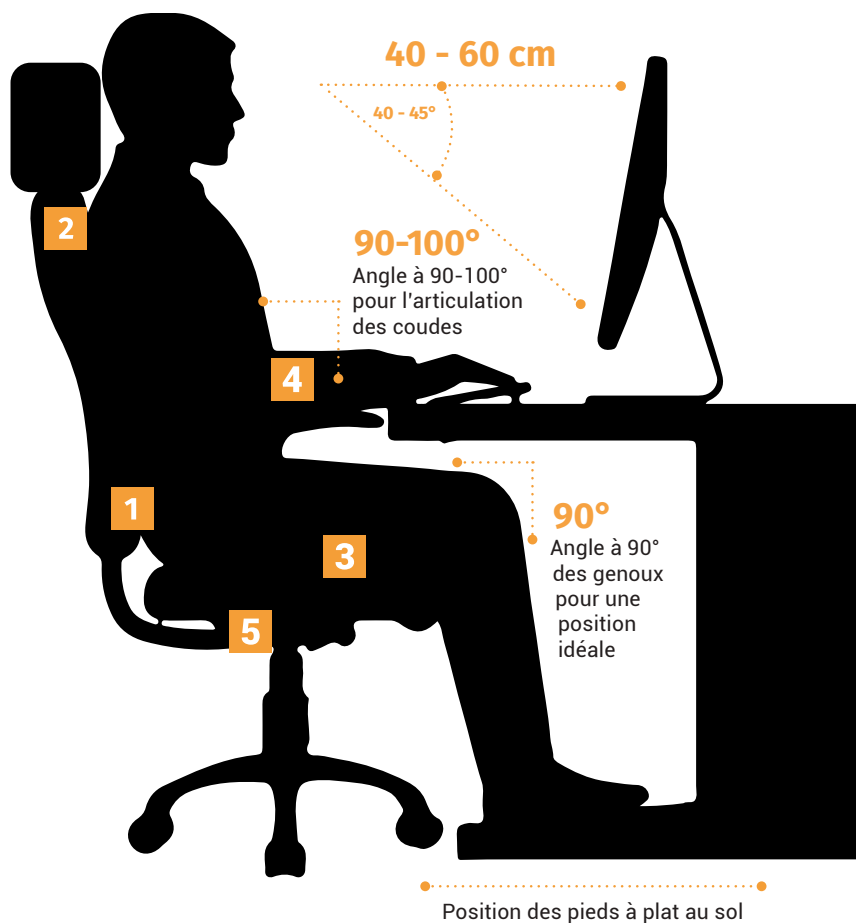 40 - 60 cm
40 - 45°
2
90-100°
Angle à 90-100°
pour l'articulation
des coudes
4
1
90°
Angle à 90°
des genoux
pour une
position
idéale
3
5
Position des pieds à plat au sol